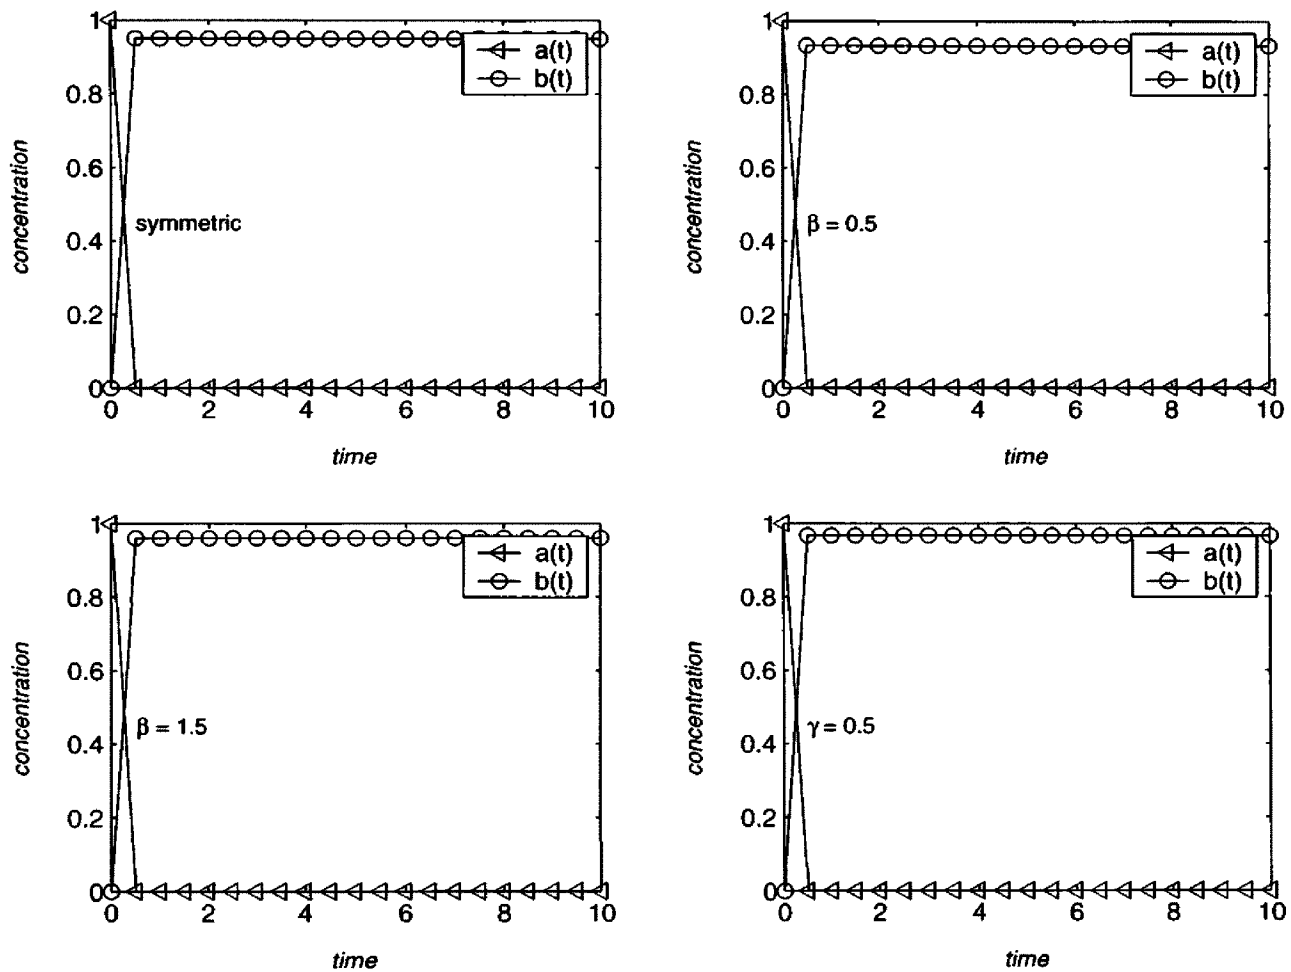 1
a(t)
b(t)
0.8
0.6
concentration
symmetric
0.4
0.2
0
0 2 4 6 8 10
time
1
a(t)
b(t)
0.8
0.6
concentration
β = 0.5
0.4
0.2
0
0 2 4 6 8 10
time
1
a(t)
b(t)
0.8
0.6
concentration
β = 1.5
0.4
0.2
0
0 2 4 6 8 10
time
1
a(t)
b(t)
0.8
0.6
concentration
γ = 0.5
0.4
0.2
0
0 2 4 6 8 10
time